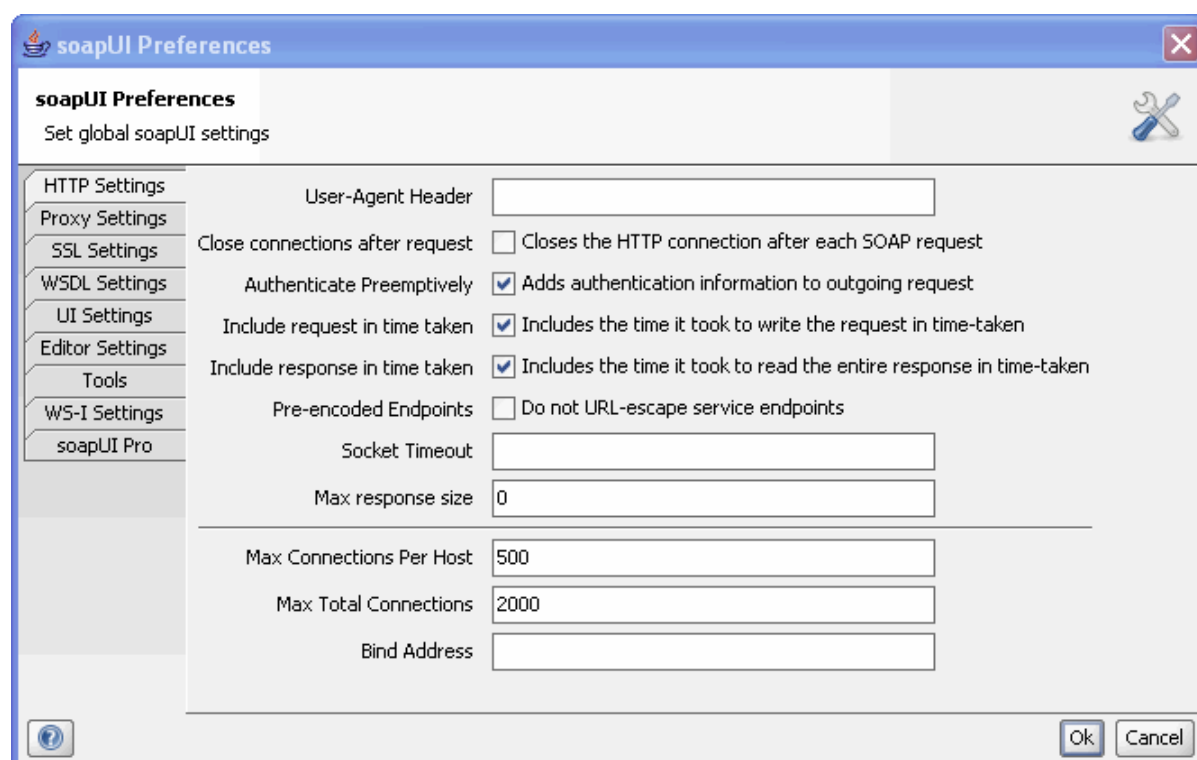 soapUI Preferences
soapUI Preferences
Set global soapUI settings
HTTP Settings
Proxy Settings
SSL Settings
WSDL Settings
UI Settings
Editor Settings
Tools
WS-I Settings
soapUI Pro
User-Agent Header
Close connections after request Closes the HTTP connection after each SOAP request
Authenticate Preemptively Adds authentication information to outgoing request
Include request in time taken Includes the time it took to write the request in time-taken
Include response in time taken Includes the time it took to read the entire response in time-taken
Pre-encoded Endpoints Do not URL-escape service endpoints
Socket Timeout
Max response size 0
Max Connections Per Host 500
Max Total Connections 2000
Bind Address
? Ok Cancel